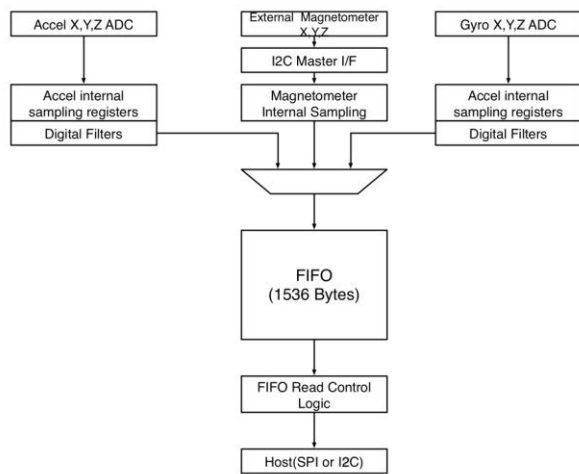 Accel X,Y,Z ADC
External Magnetometer
X,Y,Z
Gyro X,Y,Z ADC
I2C Master I/F
Accel internal
sampling registers
Digital Filters
Magnetometer
Internal Sampling
Accel internal
sampling registers
Digital Filters
FIFO
(1536 Bytes)
FIFO Read Control
Logic
Host(SPI or I2C)